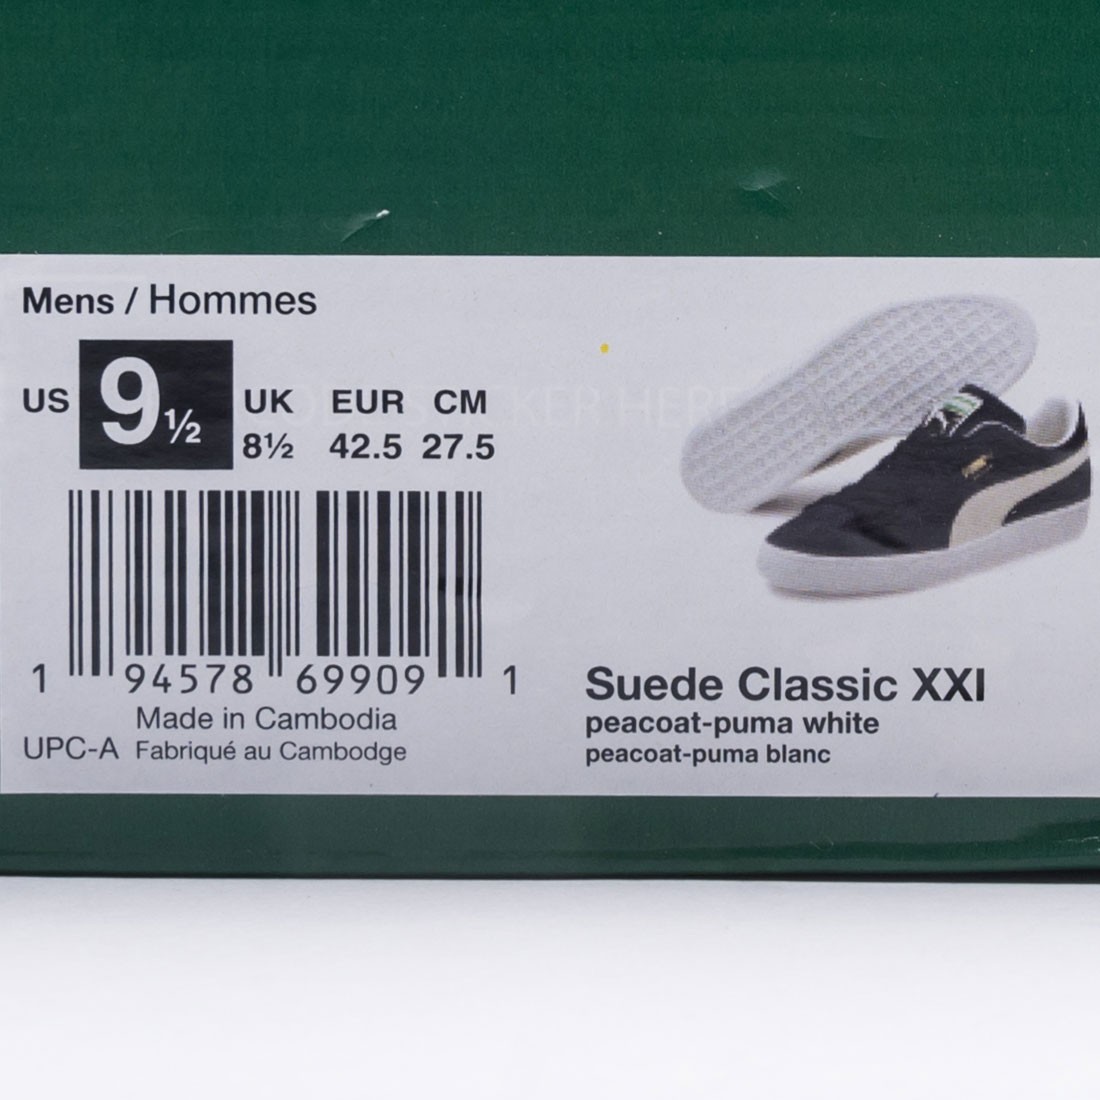 Mens / Hommes
US 9½ UK EUR CM
8½ 42.5 27.5
1 94578 69909 1
Made in Cambodia
UPC-A Fabriqué au Cambodge
Suede Classic XXI
peacoat-puma white
peacoat-puma blanc